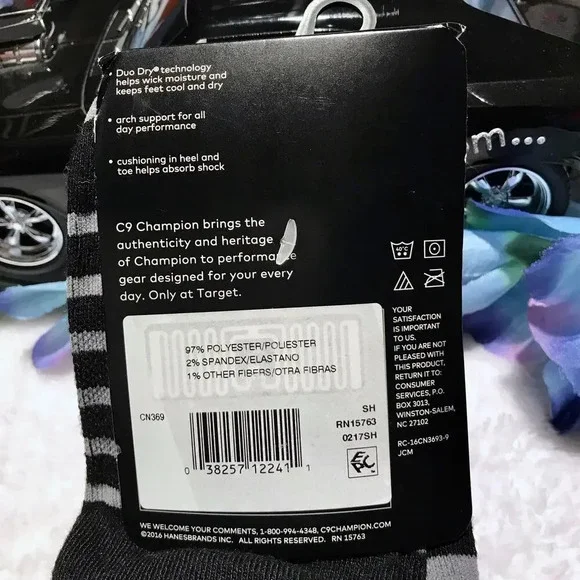 • Duo Dry® technology
helps wick moisture and
keeps feet cool and dry
• arch support for all
day performance
• cushioning in heel and
toe helps absorb shock
C9 Champion brings the
authenticity and heritage
of Champion to performance
gear designed for your every
day. Only at Target.
40°C
97% POLYESTER/POLIESTER
2% SPANDEX/ELASTANO
1% OTHER FIBERS/OTRA FIBRAS
CN369
SH
RN15763
0217SH
0 38257 12241 1
EPC
YOUR
SATISFACTION
IS IMPORTANT
TO US.
IF YOU ARE NOT
PLEASED WITH
THIS PRODUCT,
RETURN IT TO:
CONSUMER
SERVICES, P.O.
BOX 3013,
WINSTON-SALEM,
NC 27102
RC-16CN3693-9
JCM
WE WELCOME YOUR COMMENTS, 1-800-994-4348, C9CHAMPION.COM
©2016 HANESBRANDS INC. ALL RIGHTS RESERVED. RN 15763
m...